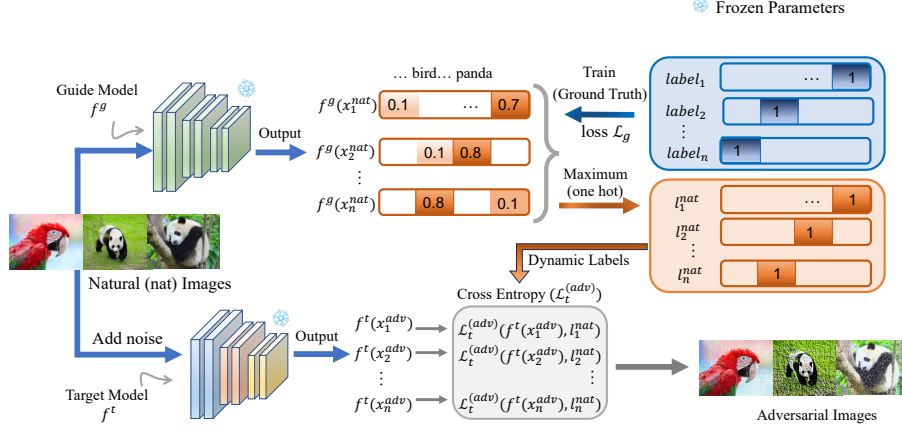 Frozen Parameters
… bird… panda
Guide Model
f^g
Output
f^g(x_1^{nat})
0.1
…
0.7
f^g(x_2^{nat})
0.1
0.8
⋮
f^g(x_n^{nat})
0.8
0.1
Train
(Ground Truth)
loss ℒ_g
label_1
…
1
label_2
1
⋮
label_n
1
Maximum
(one hot)
l_1^{nat}
…
1
l_2^{nat}
1
⋮
l_n^{nat}
1
Dynamic Labels
Natural (nat) Images
Add noise
Target Model
f^t
Output
f^t(x_1^{adv})
f^t(x_2^{adv})
⋮
f^t(x_n^{adv})
Cross Entropy (ℒ_t^{(adv)})
ℒ_t^{(adv)}(f^t(x_1^{adv}), l_1^{nat})
ℒ_t^{(adv)}(f^t(x_2^{adv}), l_2^{nat})
⋮ ⋮
ℒ_t^{(adv)}(f^t(x_n^{adv}), l_n^{nat})
Adversarial Images